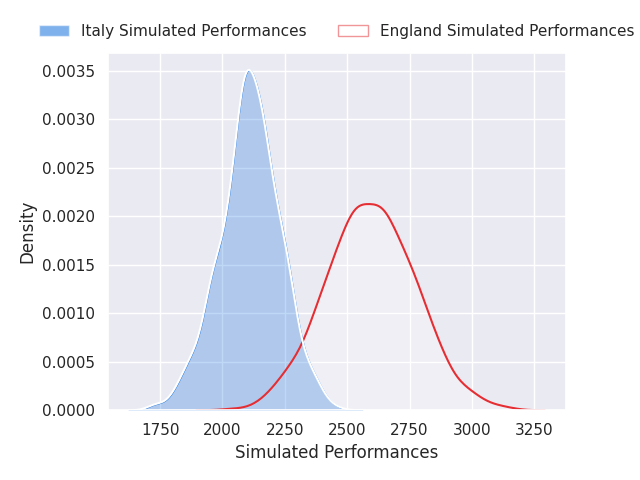 Italy Simulated Performances England Simulated Performances
0.0035
0.0030
0.0025
0.0020
0.0015
0.0010
0.0005
0.0000
Density
1750 2000 2250 2500 2750 3000 3250
Simulated Performances